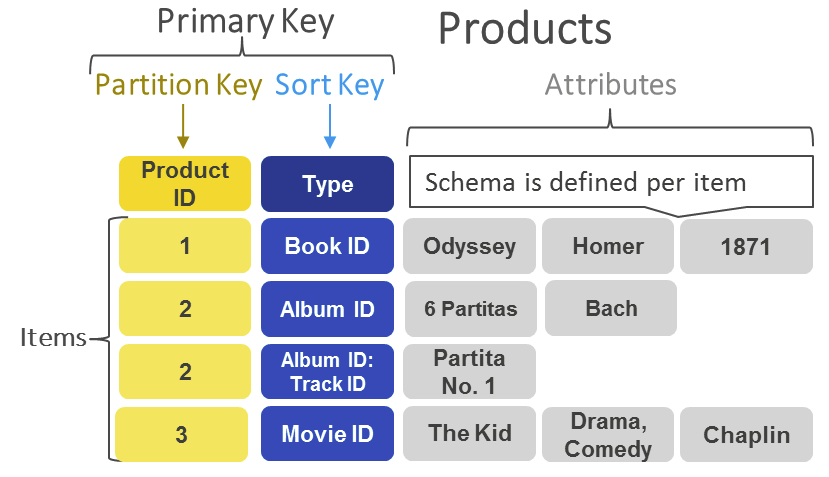 Primary Key
Products
Partition Key
Sort Key
Attributes
Product
ID
Type
Schema is defined per item
Items
1
Book ID
Odyssey
Homer
1871
2
Album ID
6 Partitas
Bach
2
Album ID:
Track ID
Partita
No. 1
3
Movie ID
The Kid
Drama,
Comedy
Chaplin